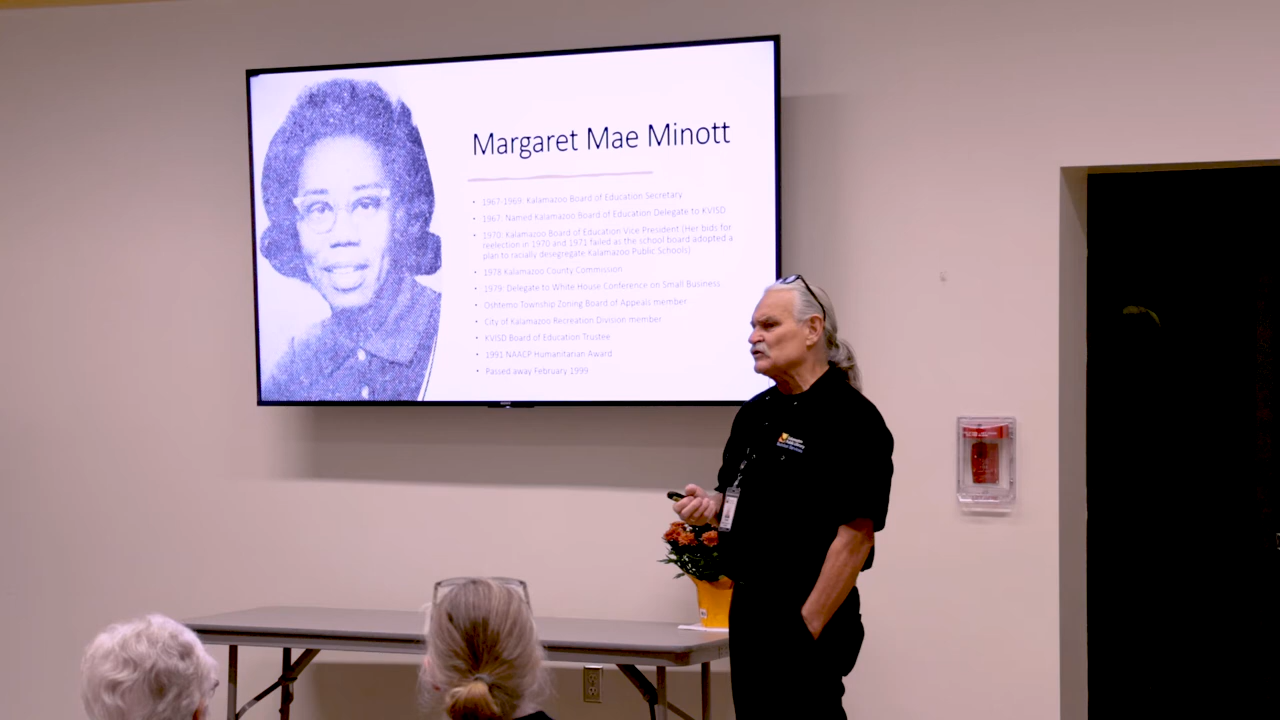 Margaret Mae Minott
• 1967-1969: Kalamazoo Board of Education Secretary
• 1967: Named Kalamazoo Board of Education Delegate to KVISD
• 1970: Kalamazoo Board of Education Vice President (Her bids for
reelection in 1970 and 1971 failed as the school board adopted a
plan to racially desegregate Kalamazoo Public Schools)
• 1978 Kalamazoo County Commission
• 1979: Delegate to White House Conference on Small Business
• Oshtemo Township Zoning Board of Appeals member
• City of Kalamazoo Recreation Division member
• KVISD Board of Education Trustee
• 1991 NAACP Humanitarian Award
• Passed away February 1999